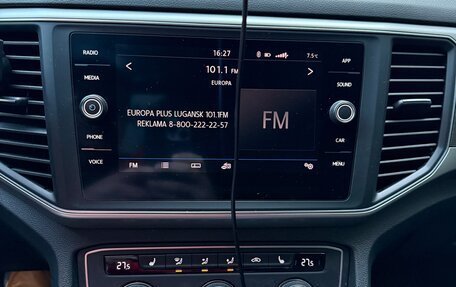 RADIO
MEDIA
PHONE
VOICE
16:27
7.5°C
101.1 FM
EUROPA
EUROPA PLUS LUGANSK 101.1FM
REKLAMA 8-800-222-22-57
FM
FM
APP
SOUND
CAR
MENU
27.5
27.5